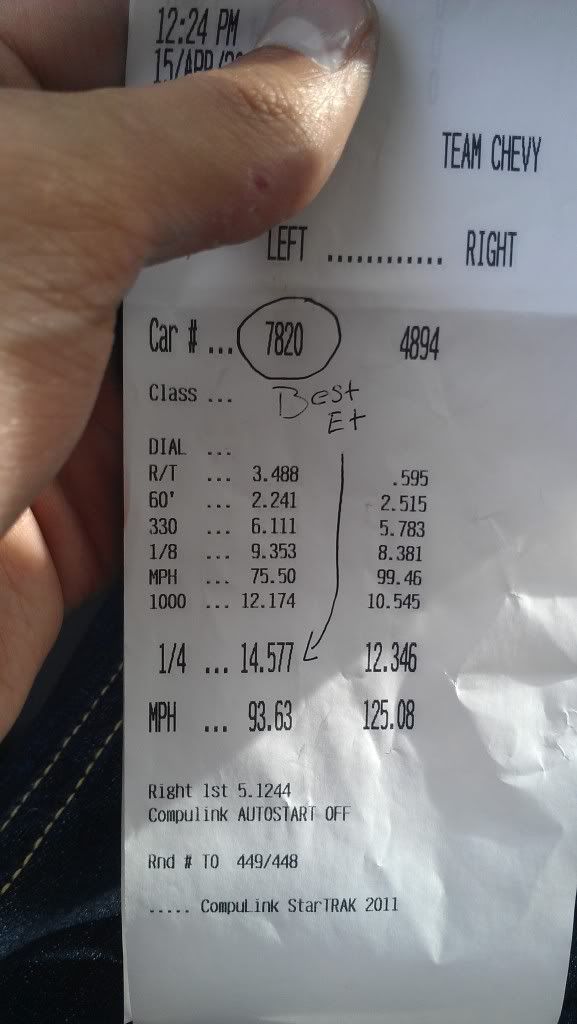 12:24 PM
15/APR/20
TEAM CHEVY
LEFT ............ RIGHT
Car # ... 7820 4894
Class ...
Best
Et
DIAL ...
R/T ... 3.488 .595
60' ... 2.241 2.515
330 ... 6.111 5.783
1/8 ... 9.353 8.381
MPH ... 75.50 99.46
1000 ... 12.174 10.545
1/4 ... 14.577 12.346
MPH ... 93.63 125.08
Right 1st 5.1244
Compulink AUTOSTART OFF
Rnd # TO 449/448
..... CompuLink StarTRAK 2011